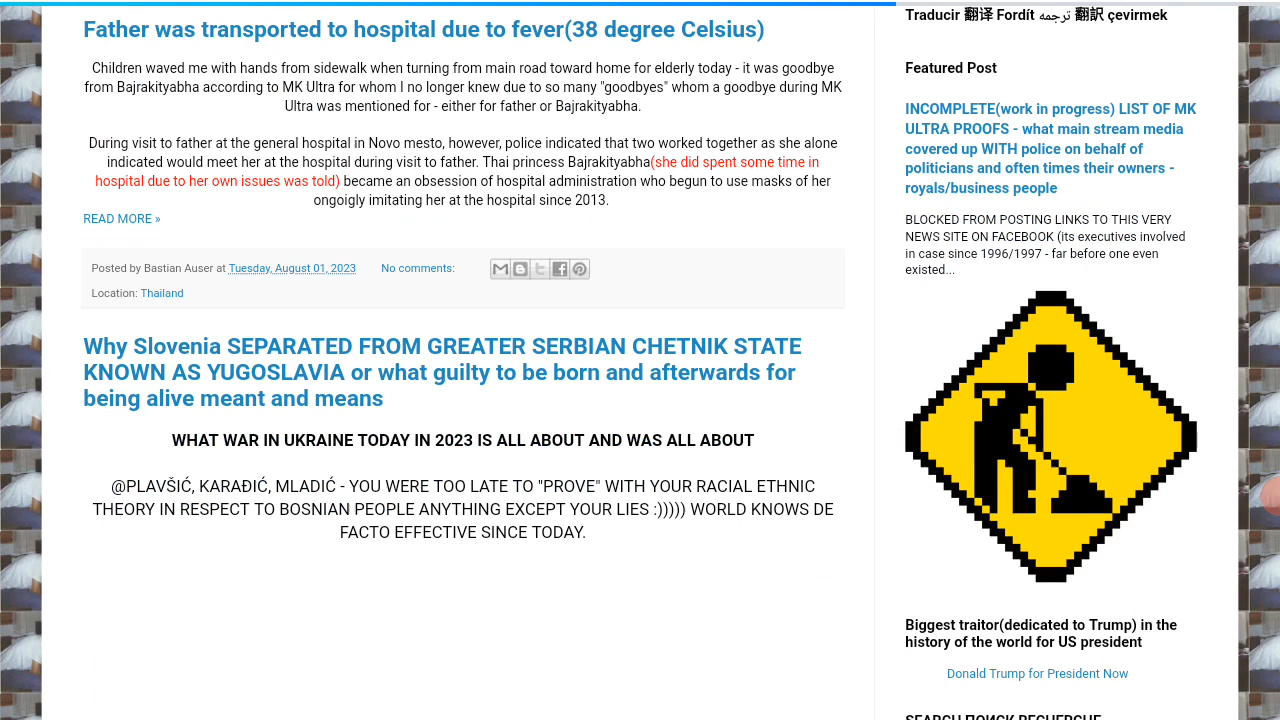 Father was transported to hospital due to fever(38 degree Celsius)
Children waved me with hands from sidewalk when turning from main road toward home for elderly today - it was goodbye
from Bajrakityabha according to MK Ultra for whom I no longer knew due to so many "goodbyes" whom a goodbye during MK
Ultra was mentioned for - either for father or Bajrakityabha.
During visit to father at the general hospital in Novo mesto, however, police indicated that two worked together as she alone
indicated would meet her at the hospital during visit to father. Thai princess Bajrakityabha(she did spent some time in
hospital due to her own issues was told) became an obsession of hospital administration who begun to use masks of her
ongoigly imitating her at the hospital since 2013.
READ MORE »
Posted by Bastian Auser at Tuesday, August 01, 2023 No comments:
Location: Thailand
Why Slovenia SEPARATED FROM GREATER SERBIAN CHETNIK STATE
KNOWN AS YUGOSLAVIA or what guilty to be born and afterwards for
being alive meant and means
WHAT WAR IN UKRAINE TODAY IN 2023 IS ALL ABOUT AND WAS ALL ABOUT
@PLAVŠIĆ, KARAĐIĆ, MLADIĆ - YOU WERE TOO LATE TO "PROVE" WITH YOUR RACIAL ETHNIC
THEORY IN RESPECT TO BOSNIAN PEOPLE ANYTHING EXCEPT YOUR LIES :))))) WORLD KNOWS DE
FACTO EFFECTIVE SINCE TODAY.
Traducir 翻译 Fordít ترجمه 翻訳 çevirmek
Featured Post
INCOMPLETE(work in progress) LIST OF MK
ULTRA PROOFS - what main stream media
covered up WITH police on behalf of
politicians and often times their owners -
royals/business people
BLOCKED FROM POSTING LINKS TO THIS VERY
NEWS SITE ON FACEBOOK (its executives involved
in case since 1996/1997 - far before one even
existed...
Biggest traitor(dedicated to Trump) in the
history of the world for US president
Donald Trump for President Now
SEARCH ПОИСК RECHERCHE